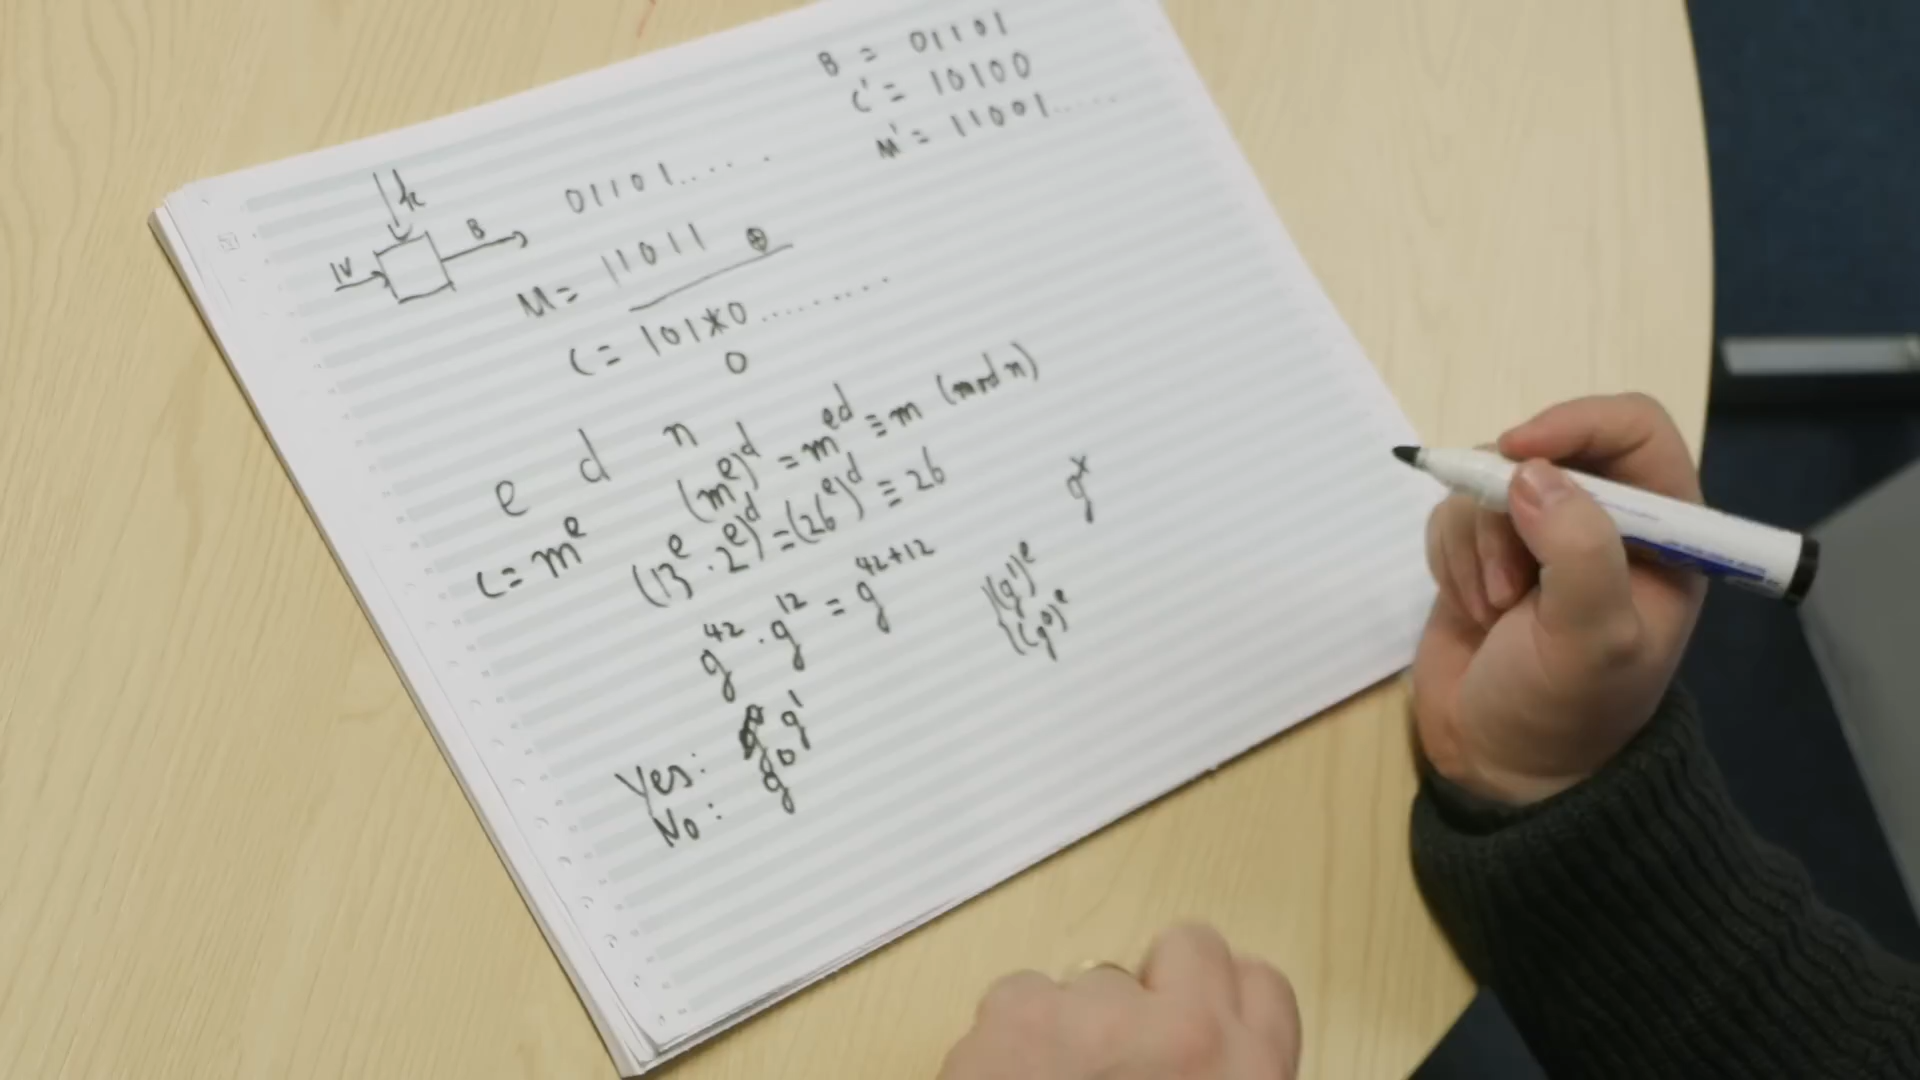 B = 01101
C' = 10100
M' = 11001.....
k
IV
B
01101.....
M = 11011 ⊕
C = 101*0.........
0
e d n
c = m^e (m^e)^d = m^ed ≡ m (mod n)
(13^e . 2^e)^d = (26^e)^d ≡ 26
g^x
g^42 . g^12 = g^42+12
(g^1)^e
(g^0)^e
Yes: g^1
No: g^0